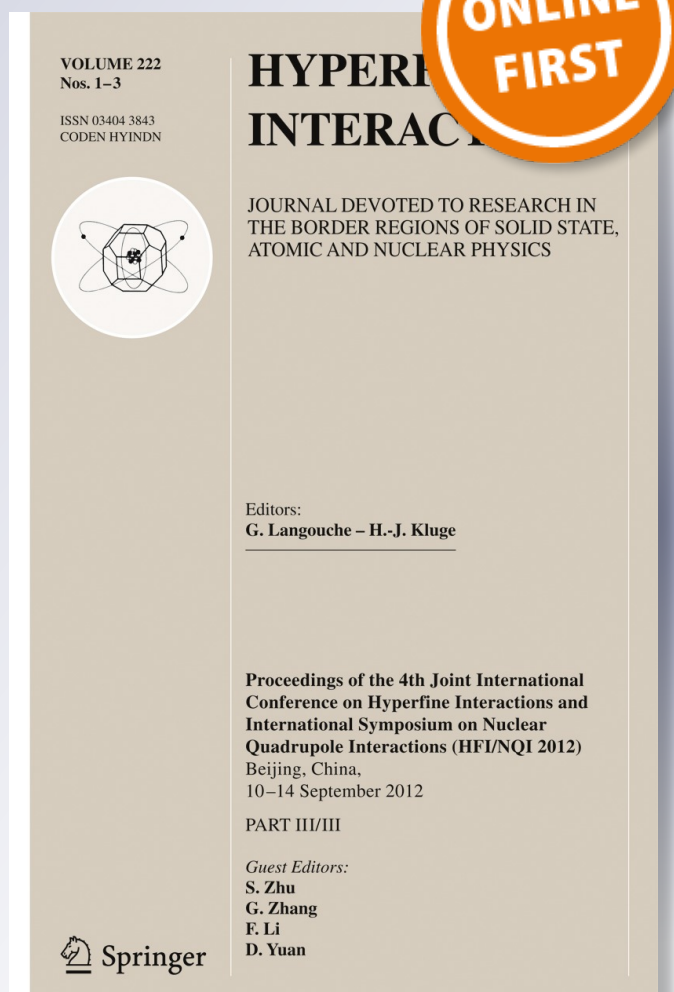 VOLUME 222
Nos. 1–3
ISSN 03404 3843
CODEN HYINDN
ONLINE
FIRST
INTERAC
JOURNAL DEVOTED TO RESEARCH IN
THE BORDER REGIONS OF SOLID STATE,
ATOMIC AND NUCLEAR PHYSICS
Editors:
G. Langouche – H.-J. Kluge
Proceedings of the 4th Joint International
Conference on Hyperfine Interactions and
International Symposium on Nuclear
Quadrupole Interactions (HFI/NQI 2012)
Beijing, China,
10–14 September 2012
PART III/III
Guest Editors:
S. Zhu
G. Zhang
F. Li
D. Yuan
Springer